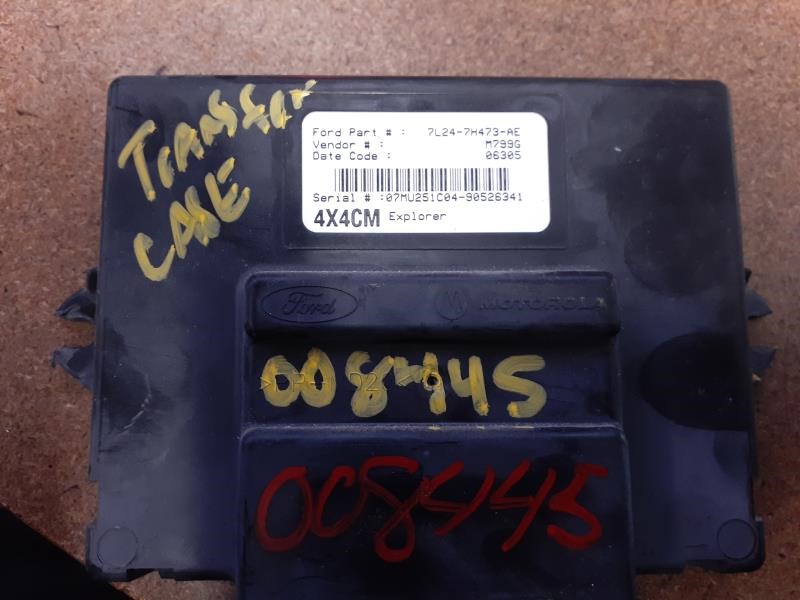 TRANSFER
CASE
Ford Part # : 7L24-7H473-AE
Vendor # : M799G
Date Code : 06305
Serial # :07MU251C04-90526341
4X4CM Explorer
Ford
MOTOROLA
008445
008445